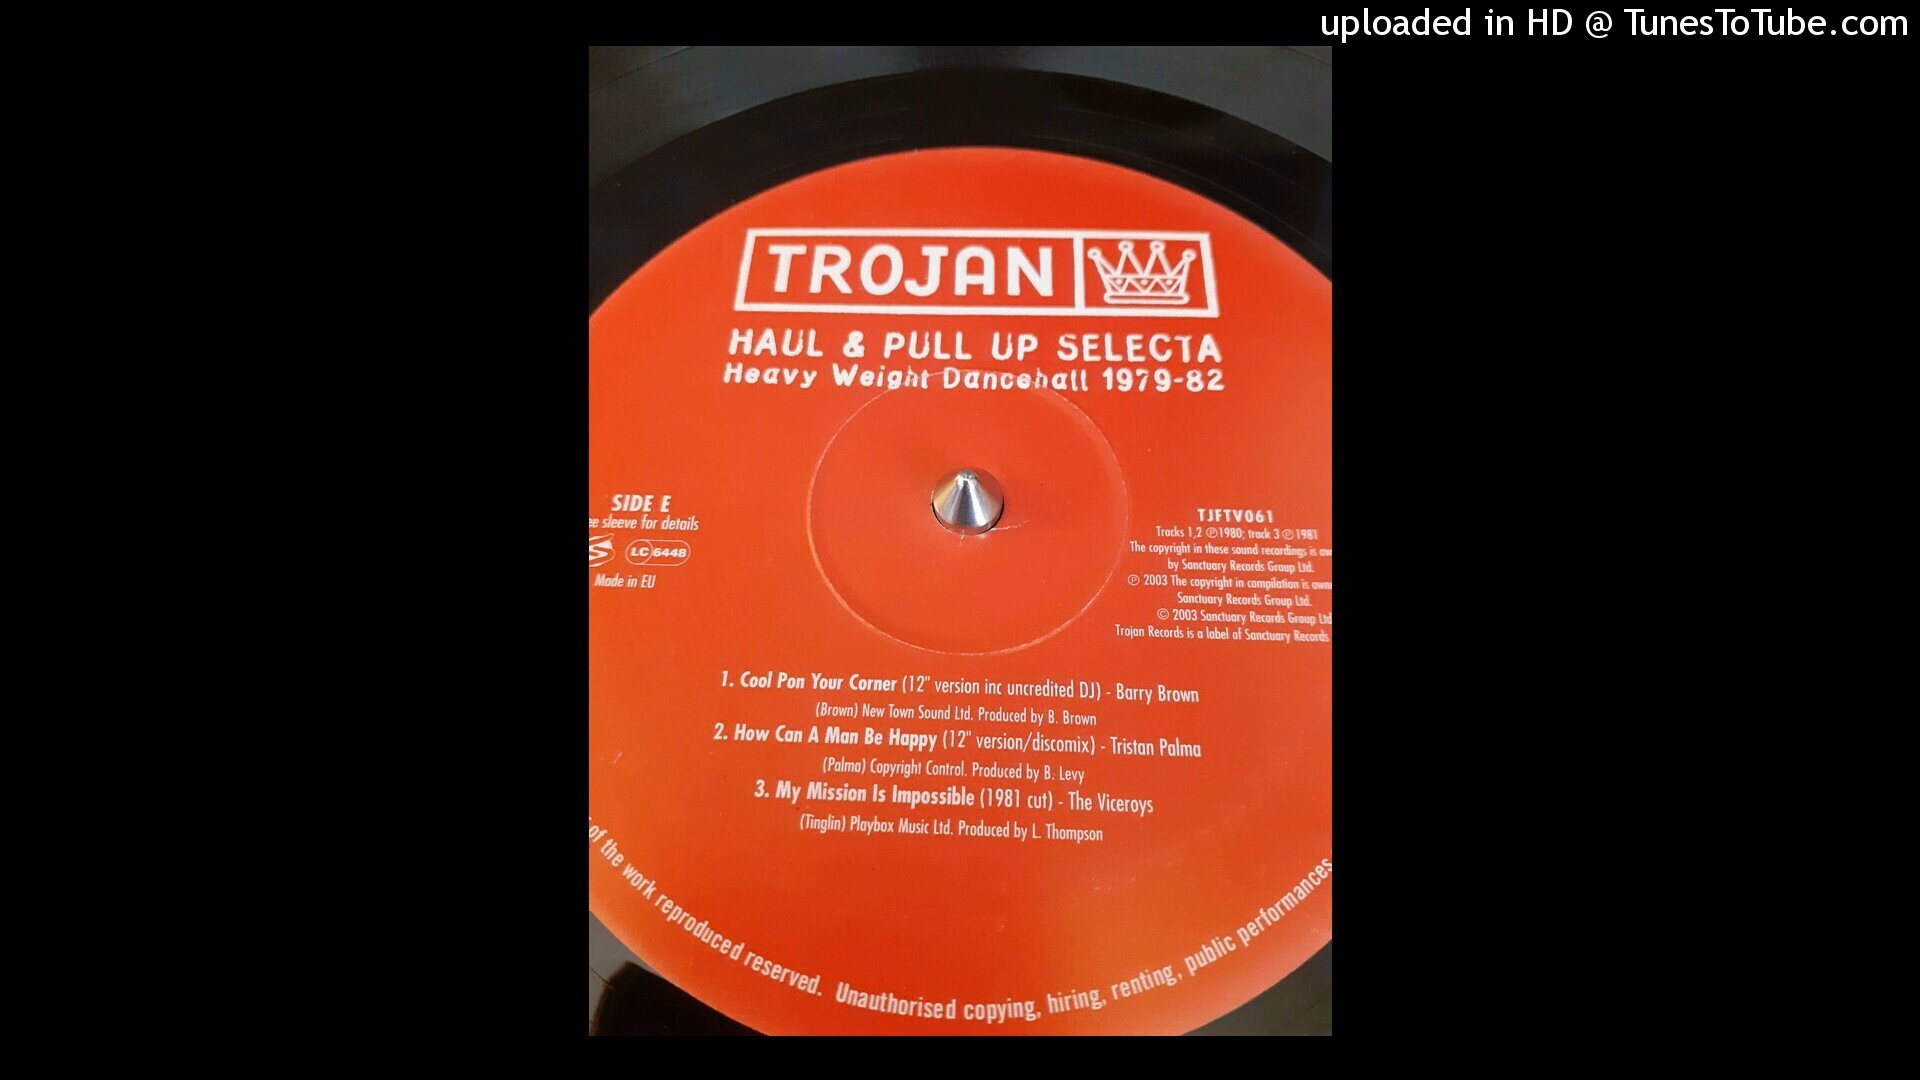 uploaded in HD @ TunesToTube.com
TROJAN
HAUL & PULL UP SELECTA
Heavy Weight Dancehall 1979-82
SIDE E
sleeve for details
LC 6448
Made in EU
TJFTV061
Tracks 1,2 ℗1980; track 3 ℗1981
The copyright in these sound recordings is
by Sanctuary Records Group Ltd.
℗ 2003 The copyright in compilation is
Sanctuary Records Group Ltd.
© 2003 Sanctuary Records Group Ltd
Trojan Records is a label of Sanctuary Records
1. Cool Pon Your Corner (12" version inc uncredited DJ) - Barry Brown
(Brown) New Town Sound Ltd. Produced by B. Brown
2. How Can A Man Be Happy (12" version/discomix) - Tristan Palma
(Palma) Copyright Control. Produced by B. Levy
3. My Mission Is Impossible (1981 cut) - The Viceroys
(Tinglin) Playbox Music Ltd. Produced by L. Thompson
of the work reproduced reserved. Unauthorised copying, hiring, renting, public performances